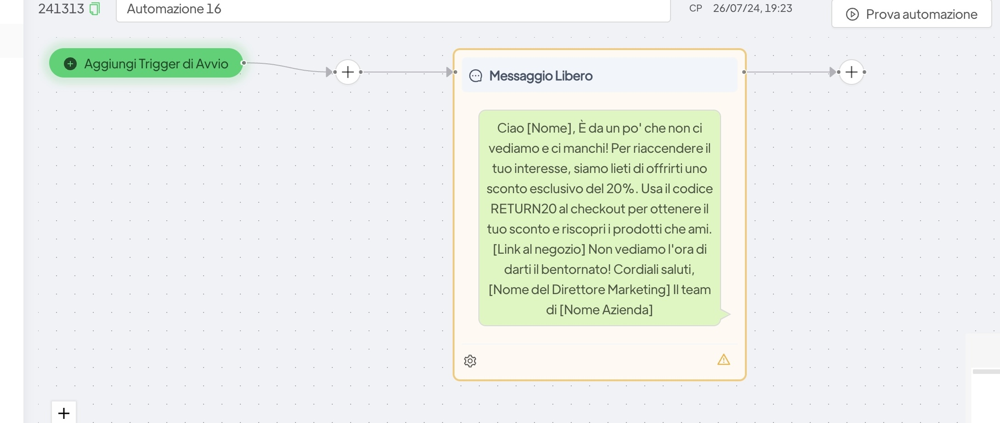 241313
Automazione 16
CP 26/07/24, 19:23
Prova automazione
Aggiungi Trigger di Avvio
Messaggio Libero
Ciao [Nome], È da un po' che non ci
vediamo e ci manchi! Per riaccendere il
tuo interesse, siamo lieti di offrirti uno
sconto esclusivo del 20%. Usa il codice
RETURN20 al checkout per ottenere il
tuo sconto e riscopri i prodotti che ami.
[Link al negozio] Non vediamo l'ora di
darti il bentornato! Cordiali saluti,
[Nome del Direttore Marketing] Il team
di [Nome Azienda]